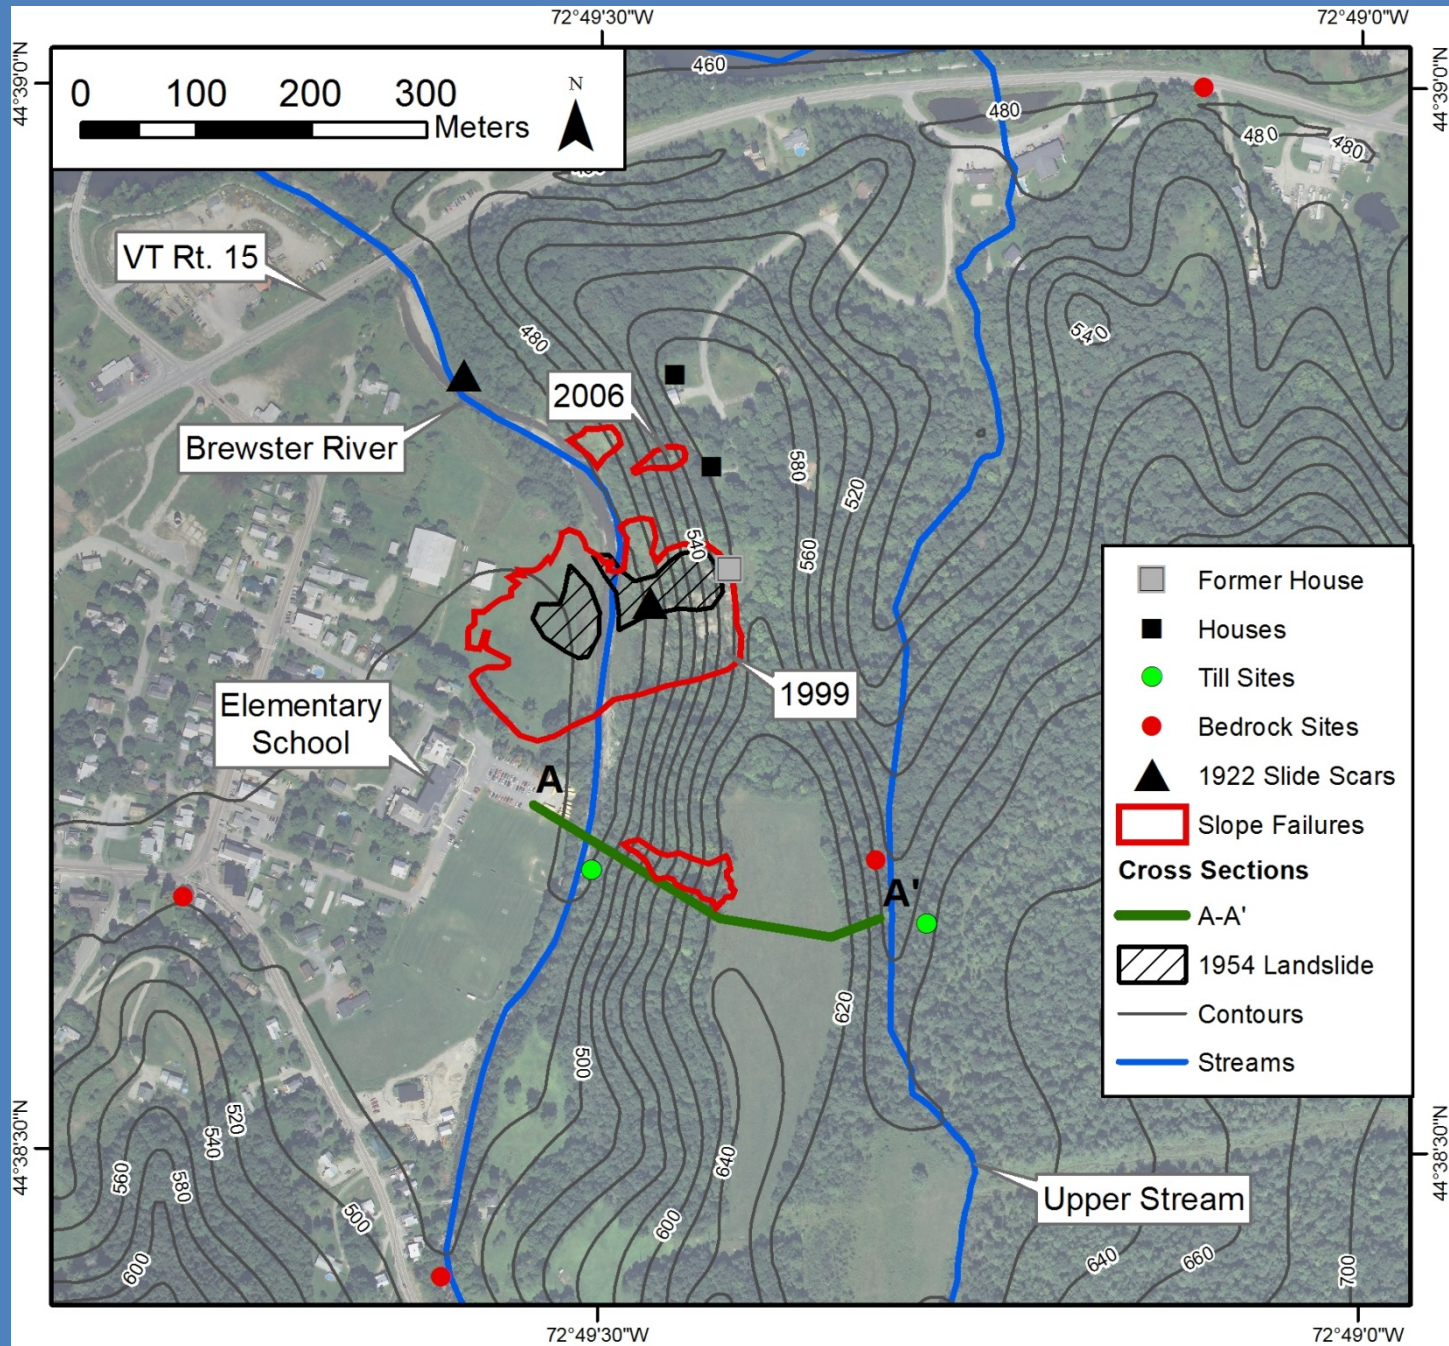 72°49'30"W
72°49'0"W
44°39'0"N
44°39'0"N
0 100 200 300
Meters
N
460
480
480
480
VT Rt. 15
540
480
2006
Brewster River
580
520
540
560
1999
Elementary
School
A
A'
620
500
520
540
560
580
600
500
640
600
640
660
700
Upper Stream
Former House
Houses
Till Sites
Bedrock Sites
1922 Slide Scars
Slope Failures
Cross Sections
A-A'
1954 Landslide
Contours
Streams
44°38'30"N
44°38'30"N
72°49'30"W
72°49'0"W